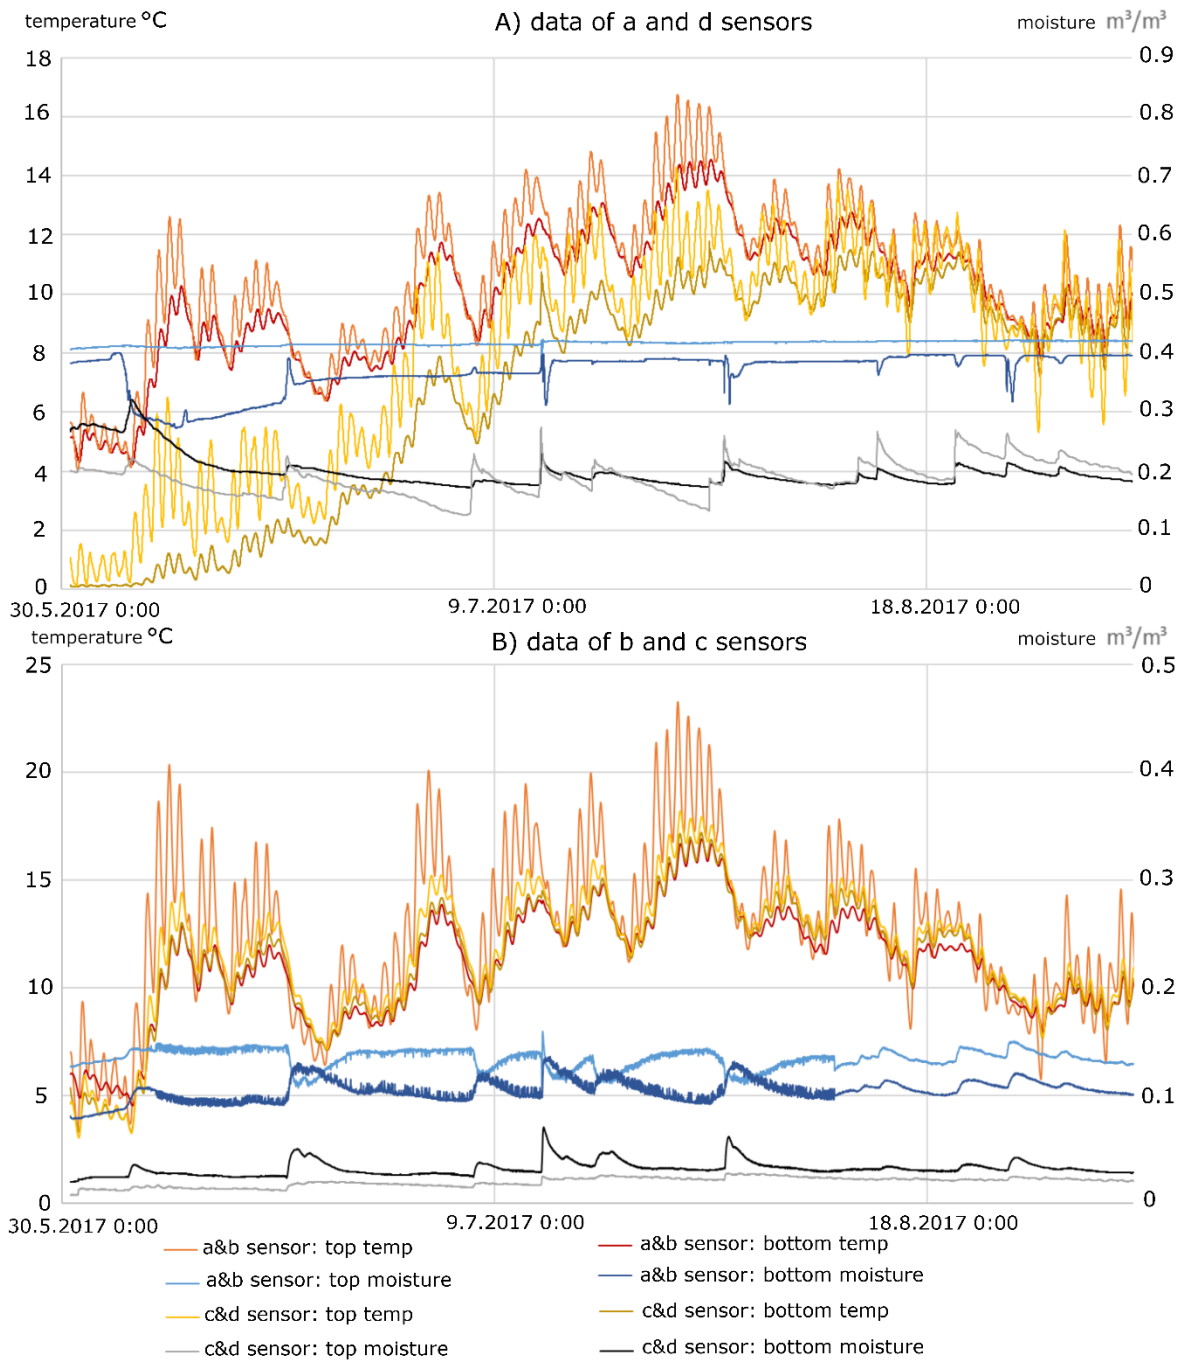 temperature °C A) data of a and d sensors moisture m³/m³
18 0.9
16 0.8
14 0.7
12 0.6
10 0.5
8 0.4
6 0.3
4 0.2
2 0.1
0 0
30.5.2017 0:00 9.7.2017 0:00 18.8.2017 0:00
temperature °C B) data of b and c sensors moisture m³/m³
25 0.5
20 0.4
15 0.3
10 0.2
5 0.1
0 0
30.5.2017 0:00 9.7.2017 0:00 18.8.2017 0:00
a&b sensor: top temp a&b sensor: bottom temp
a&b sensor: top moisture a&b sensor: bottom moisture
c&d sensor: top temp c&d sensor: bottom temp
c&d sensor: top moisture c&d sensor: bottom moisture